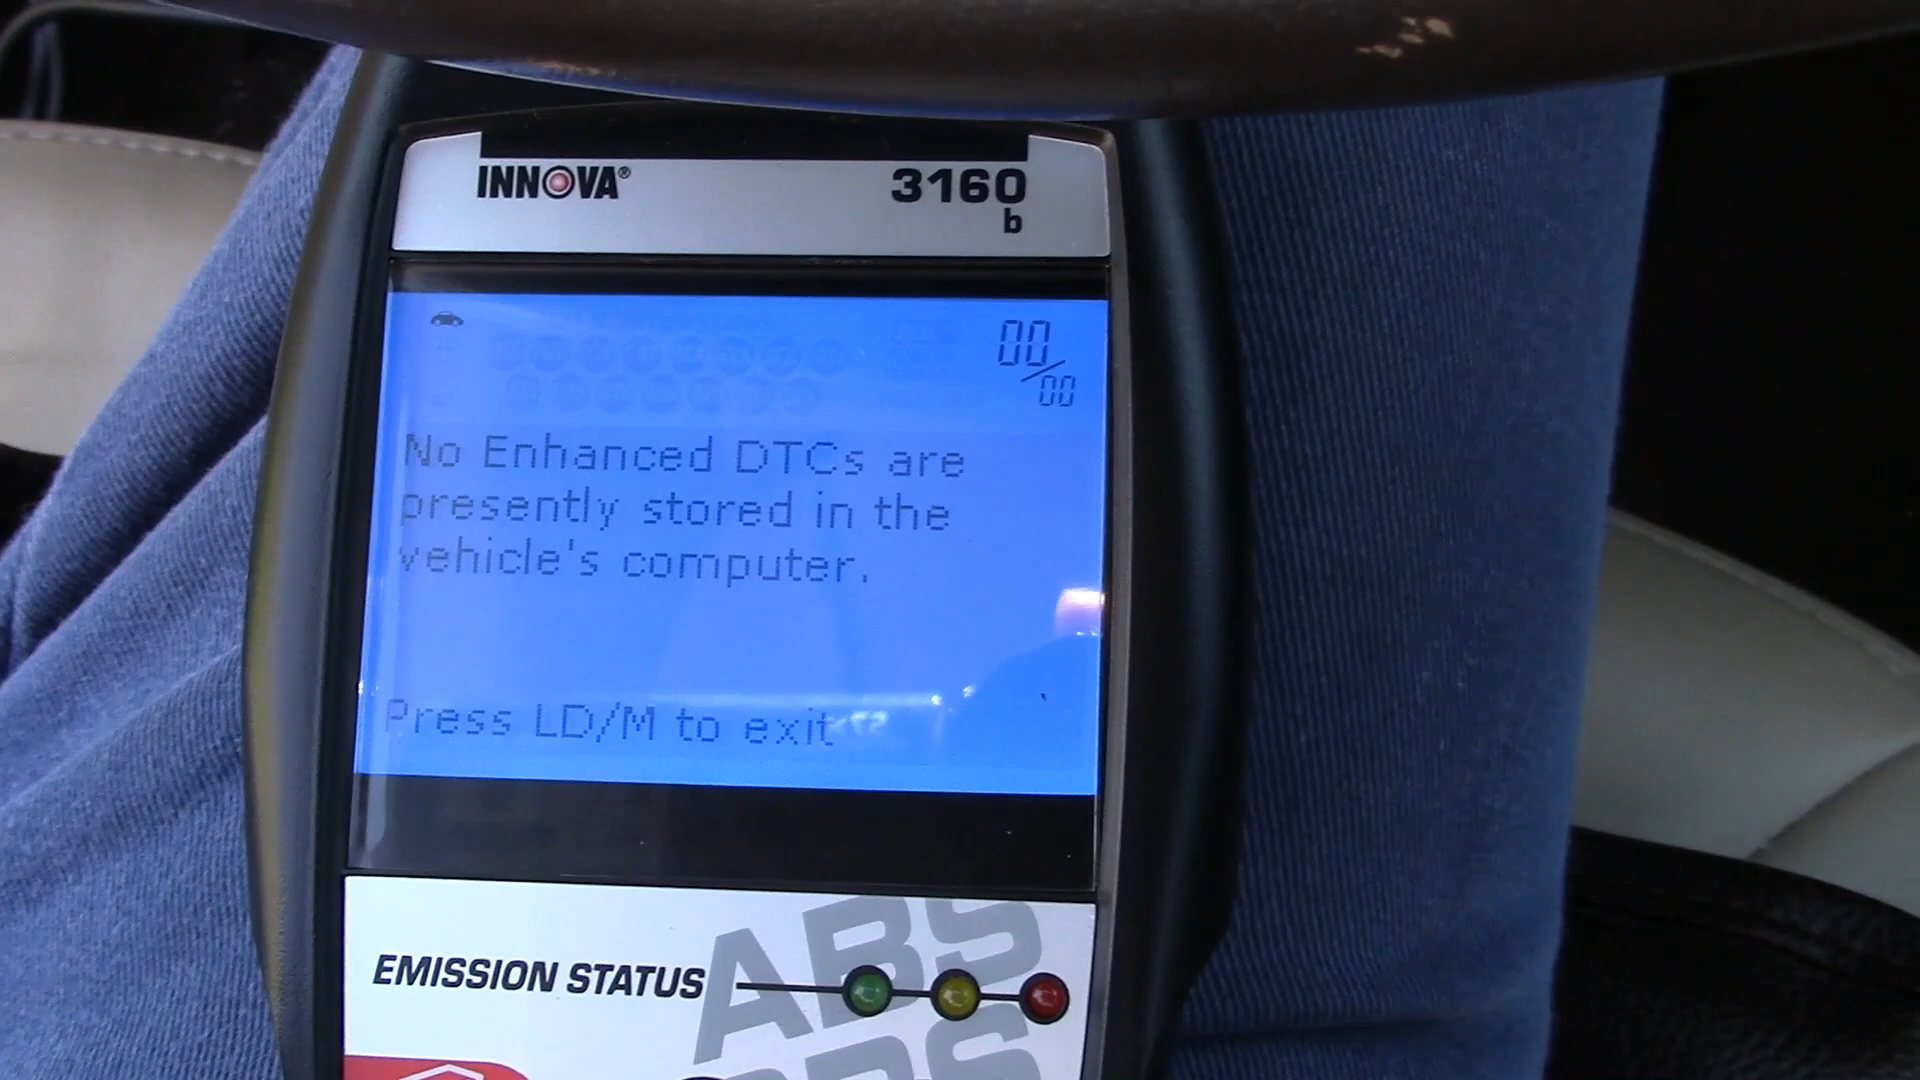 INNOVA®
3160
b
00/00
No Enhanced DTCs are
presently stored in the
vehicle's computer.
Press LD/M to exit
EMISSION STATUS
ABS